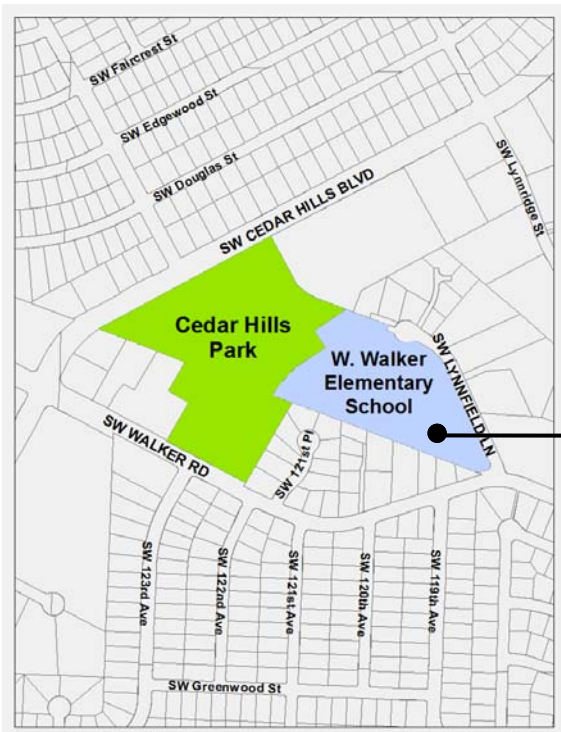 SW Faircrest St
SW Edgewood St
SW Douglas St
SW CEDAR HILLS BLVD
SW Lynnridge St
Cedar Hills
Park
W. Walker
Elementary
School
SW LYNNFIELD LN
SW WALKER RD
SW 121st Pl
SW 123rd Ave
SW 122nd Ave
SW 121st Ave
SW 120th Ave
SW 119th Ave
SW Greenwood St